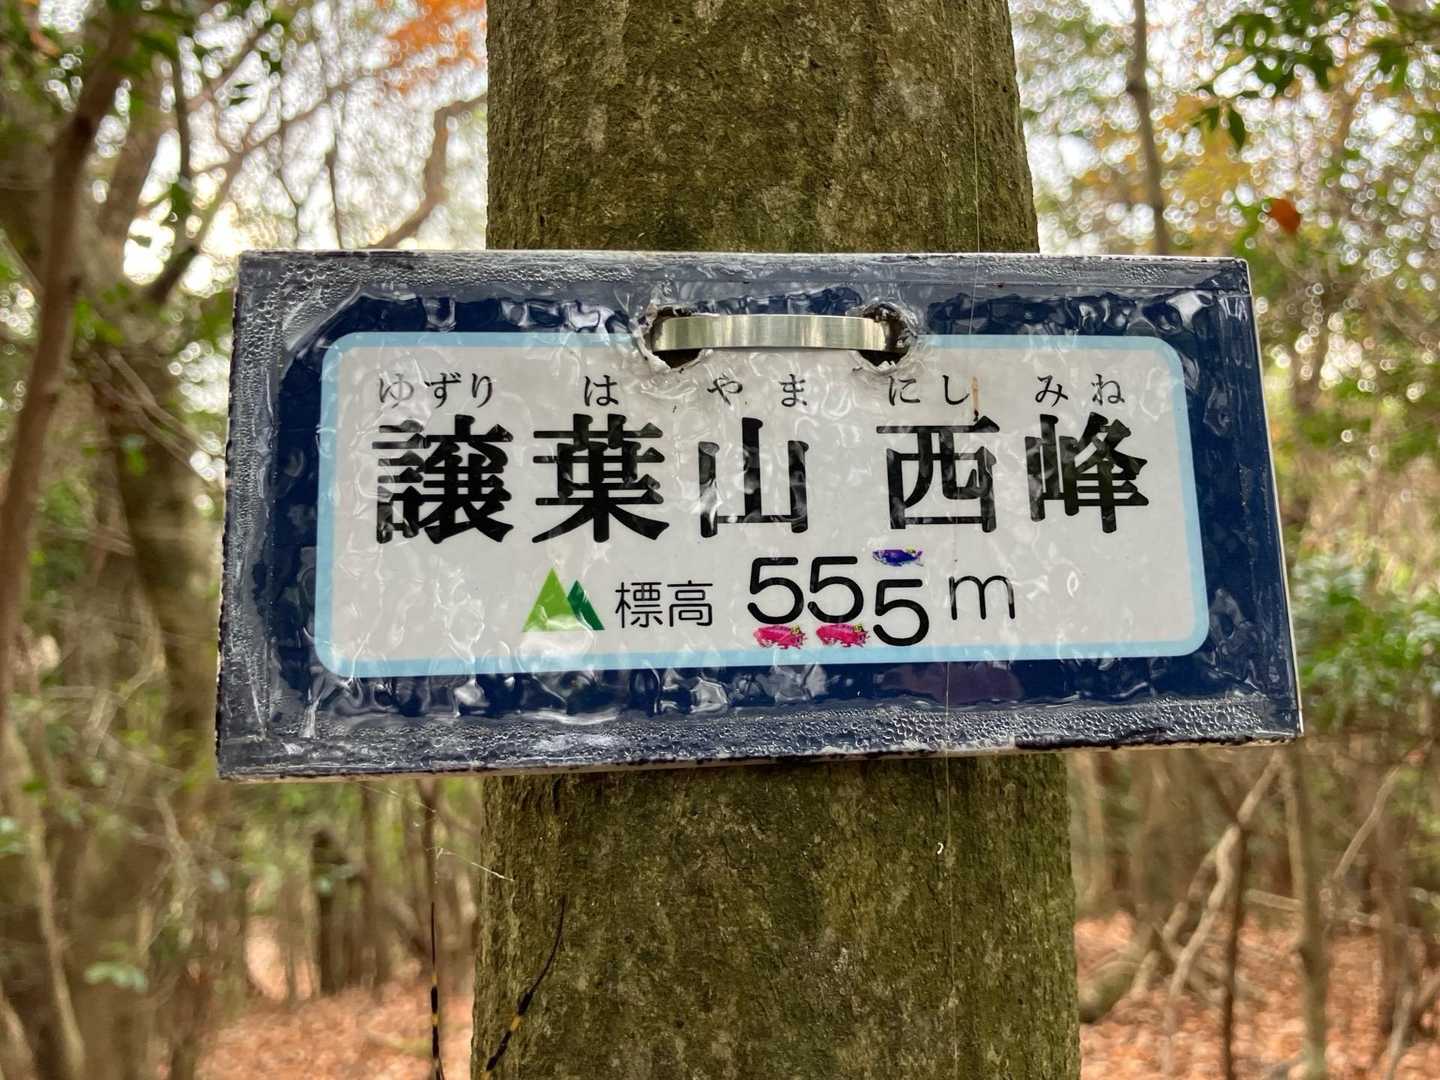 ゆずり は やま にし みね
譲葉山 西峰
標高 555m